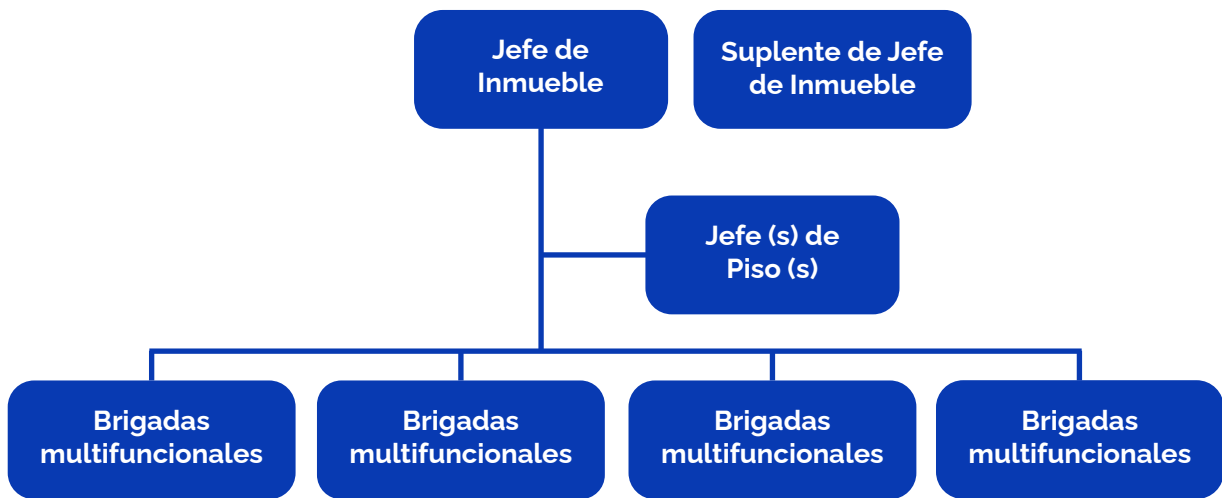 Jefe de
Inmueble
Suplente de Jefe
de Inmueble
Jefe (s) de
Piso (s)
Brigadas
multifuncionales
Brigadas
multifuncionales
Brigadas
multifuncionales
Brigadas
multifuncionales